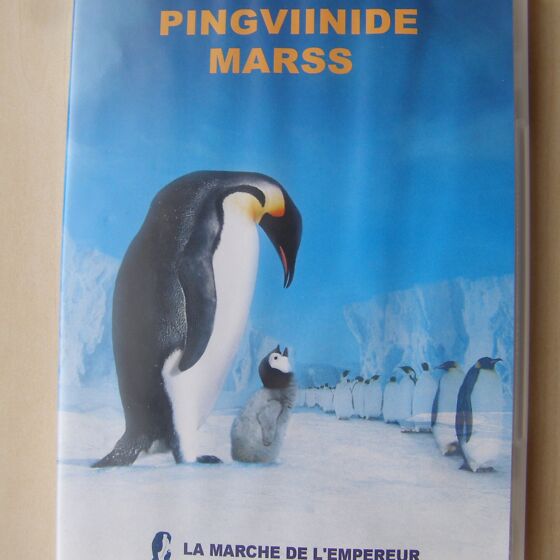 PINGVIINIDE
MARSS
LA MARCHE DE L'EMPEREUR